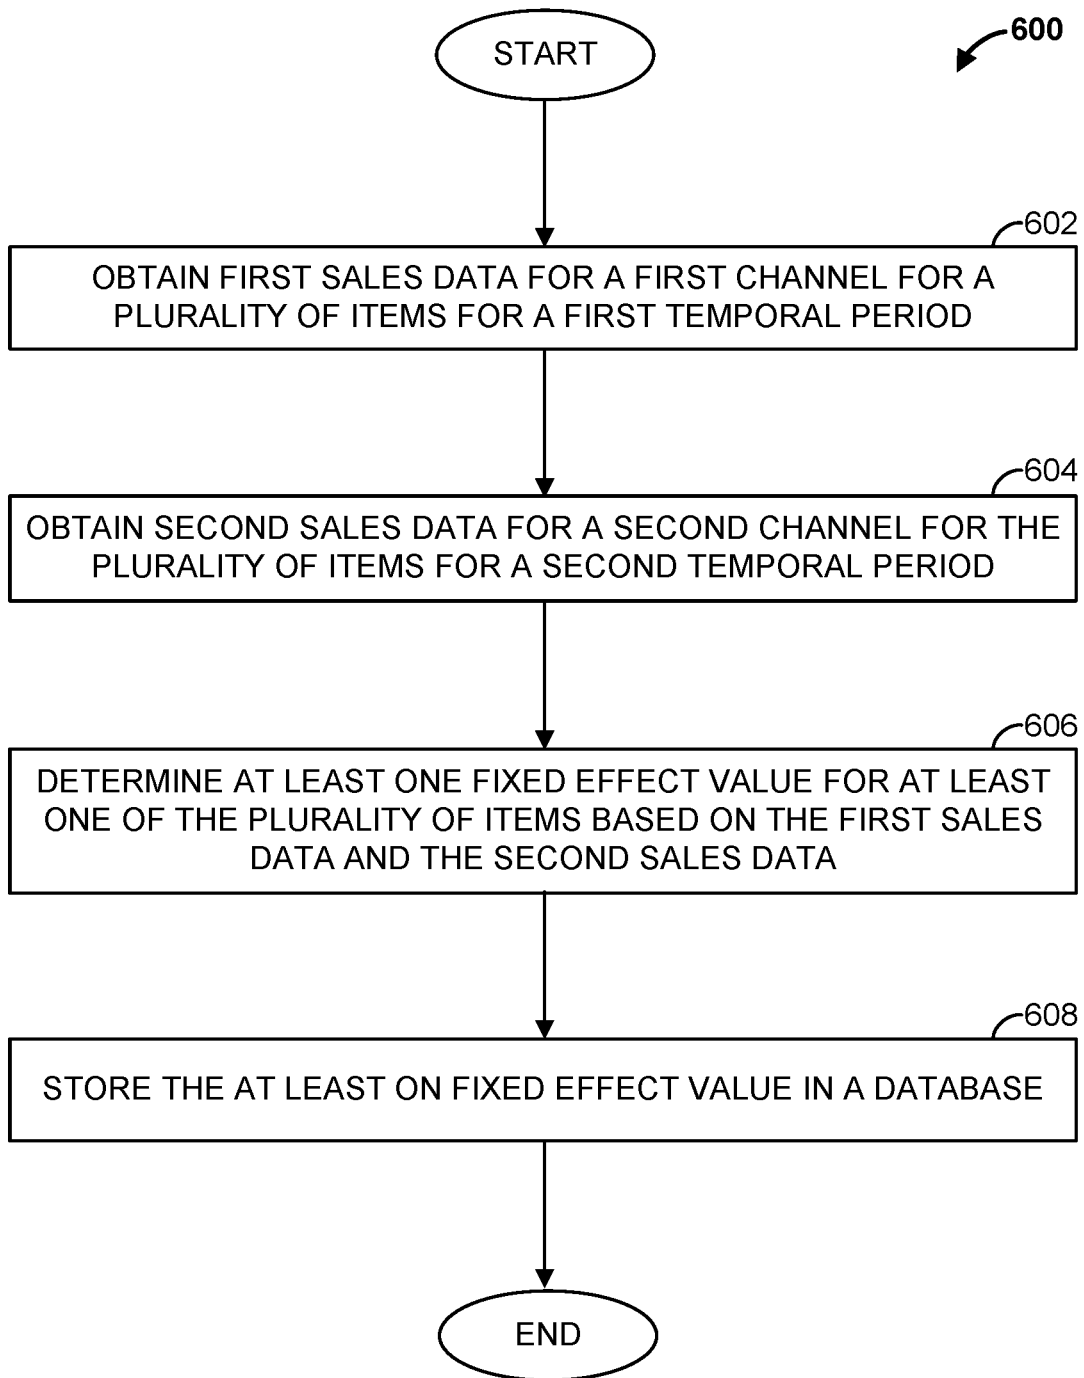 START
600
602
OBTAIN FIRST SALES DATA FOR A FIRST CHANNEL FOR A
PLURALITY OF ITEMS FOR A FIRST TEMPORAL PERIOD
604
OBTAIN SECOND SALES DATA FOR A SECOND CHANNEL FOR THE
PLURALITY OF ITEMS FOR A SECOND TEMPORAL PERIOD
606
DETERMINE AT LEAST ONE FIXED EFFECT VALUE FOR AT LEAST
ONE OF THE PLURALITY OF ITEMS BASED ON THE FIRST SALES
DATA AND THE SECOND SALES DATA
608
STORE THE AT LEAST ON FIXED EFFECT VALUE IN A DATABASE
END